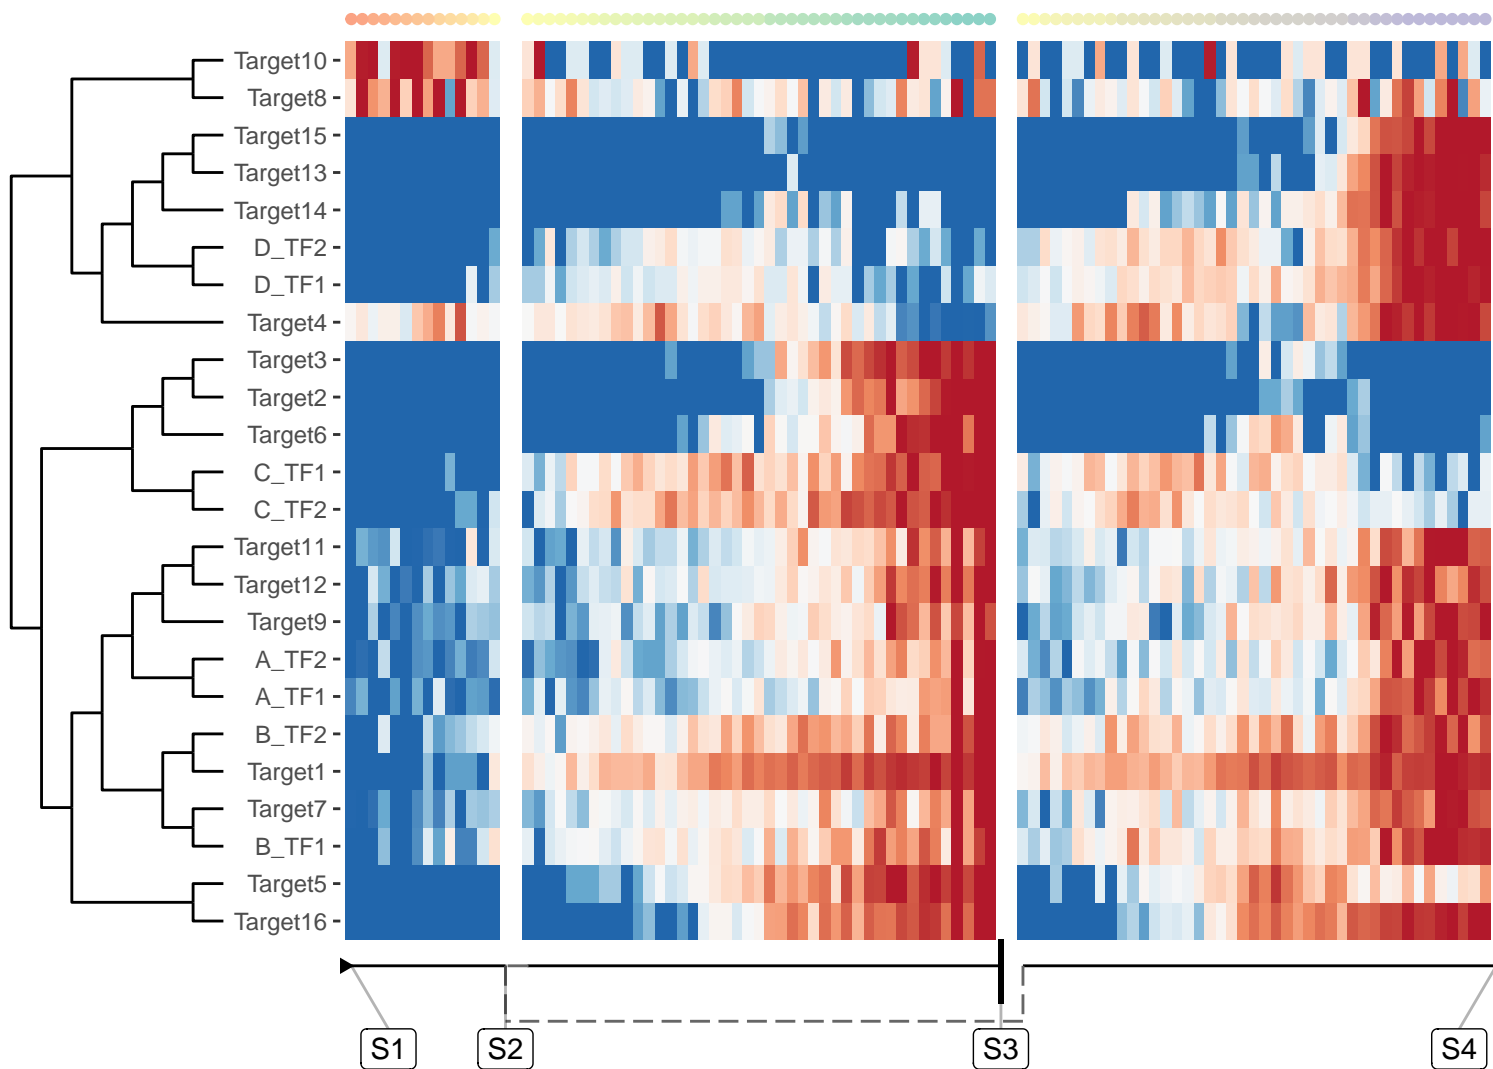 Target10
Target8
Target15
Target13
Target14
D_TF2
D_TF1
Target4
Target3
Target2
Target6
C_TF1
C_TF2
Target11
Target12
Target9
A_TF2
A_TF1
B_TF2
Target1
Target7
B_TF1
Target5
Target16
S1 S2 S3 S4